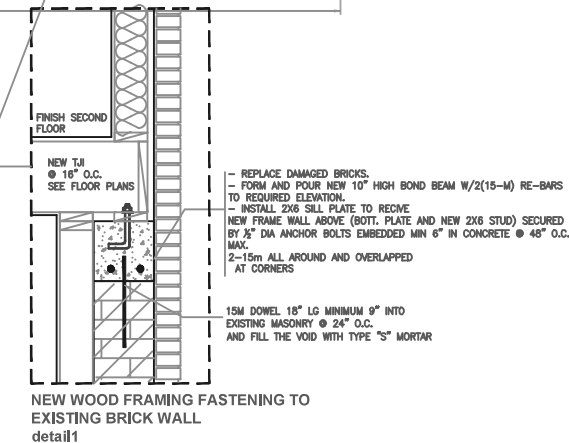 FINISH SECOND
FLOOR
NEW TJI
@ 16" O.C.
SEE FLOOR PLANS
- REPLACE DAMAGED BRICKS.
- FORM AND POUR NEW 10" HIGH BOND BEAM W/2(15-M) RE-BARS
TO REQUIRED ELEVATION.
- INSTALL 2X6 SILL PLATE TO RECIVE
NEW FRAME WALL ABOVE (BOTT. PLATE AND NEW 2X6 STUD) SECURED
BY ½" DIA ANCHOR BOLTS EMBEDDED MIN 6" IN CONCRETE @ 48" O.C.
MAX.
2-15m ALL AROUND AND OVERLAPPED
AT CORNERS
15M DOWEL 18" LG MINIMUM 9" INTO
EXISTING MASONRY @ 24" O.C.
AND FILL THE VOID WITH TYPE "S" MORTAR
NEW WOOD FRAMING FASTENING TO
EXISTING BRICK WALL
detail1